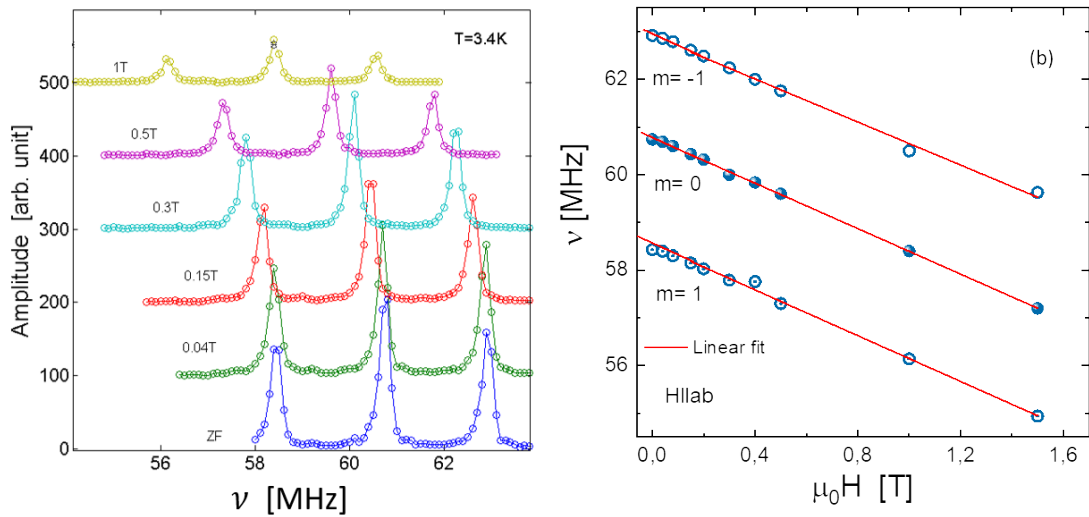 T=3.4K
500
1T
400
0.5T
300
0.3T
200
0.15T
100
0.04T
0
ZF
56
58
60
62
Amplitude [arb. unit]
ν [MHz]
(b)
62
m= -1
60
m= 0
58
m= 1
56
Linear fit
HIIab
0,0
0,4
0,8
1,2
1,6
ν [MHz]
μ₀H [T]